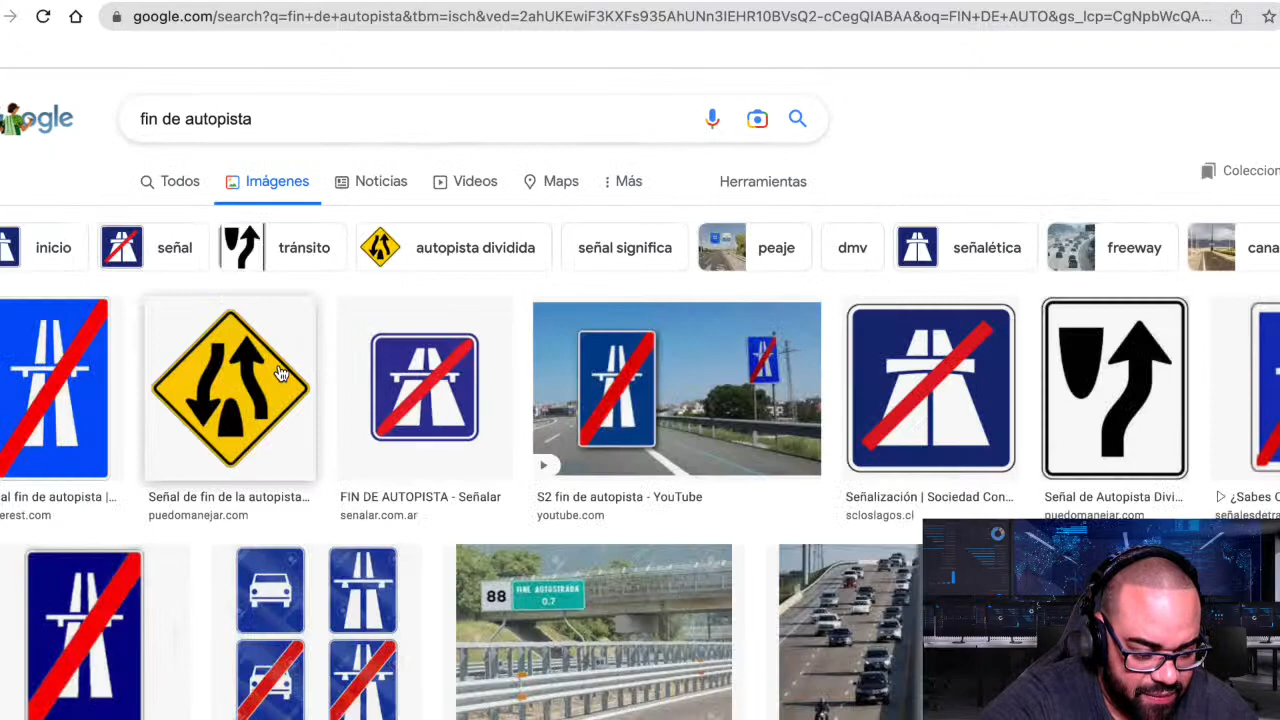 google.com/search?q=fin+de+autopista&tbm=isch&ved=2ahUKEwiF3KXFs935AhUNn3IEHR10BVsQ2-cCegQIABAA&oq=FIN+DE+AUTO&gs_lcp=CgNpbWcQA...
ogle
fin de autopista
Todos
Imágenes
Noticias
Videos
Maps
Más
Herramientas
Coleccion
inicio
señal
tránsito
autopista dividida
señal significa
peaje
dmv
señalética
freeway
cana
al fin de autopista |...
erest.com
Señal de fin de la autopista...
puedomanejar.com
FIN DE AUTOPISTA - Señalar
senalar.com.ar
S2 fin de autopista - YouTube
youtube.com
Señalización | Sociedad Con...
scloslagos.cl
Señal de Autopista Divi...
puedomanejar.com
¿Sabes C
señalesdetra
88
FINE AUTOSTRADA
0.7